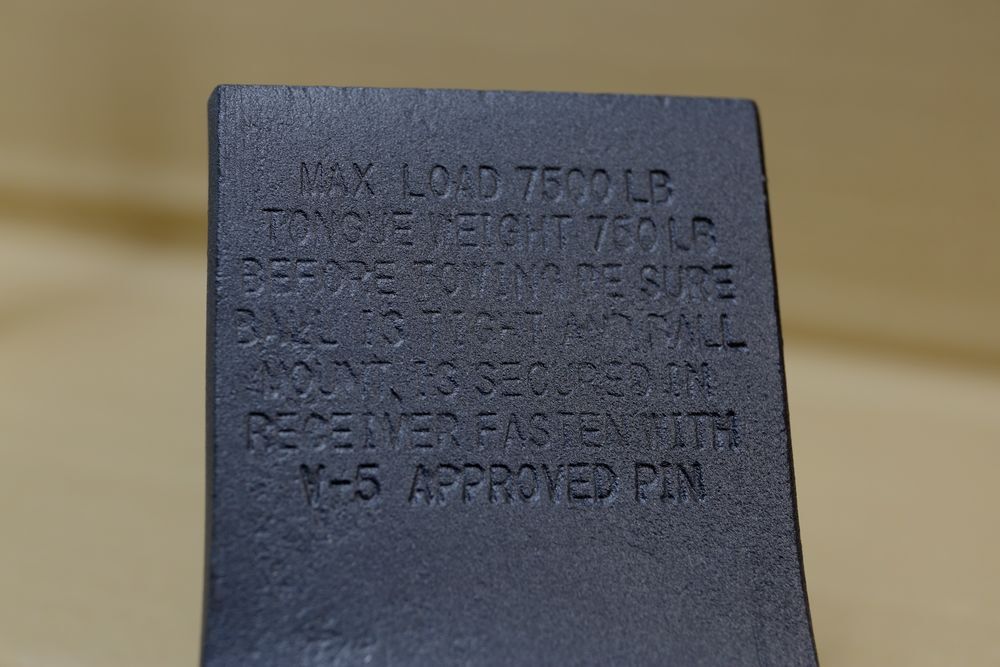 MAX LOAD 7500 LB
TONGUE WEIGHT 750 LB
BEFORE TOWING BE SURE
BALL IS TIGHT AND BALL
MOUNT IS SECURED IN
RECEIVER FASTEN WITH
V-5 APPROVED PIN